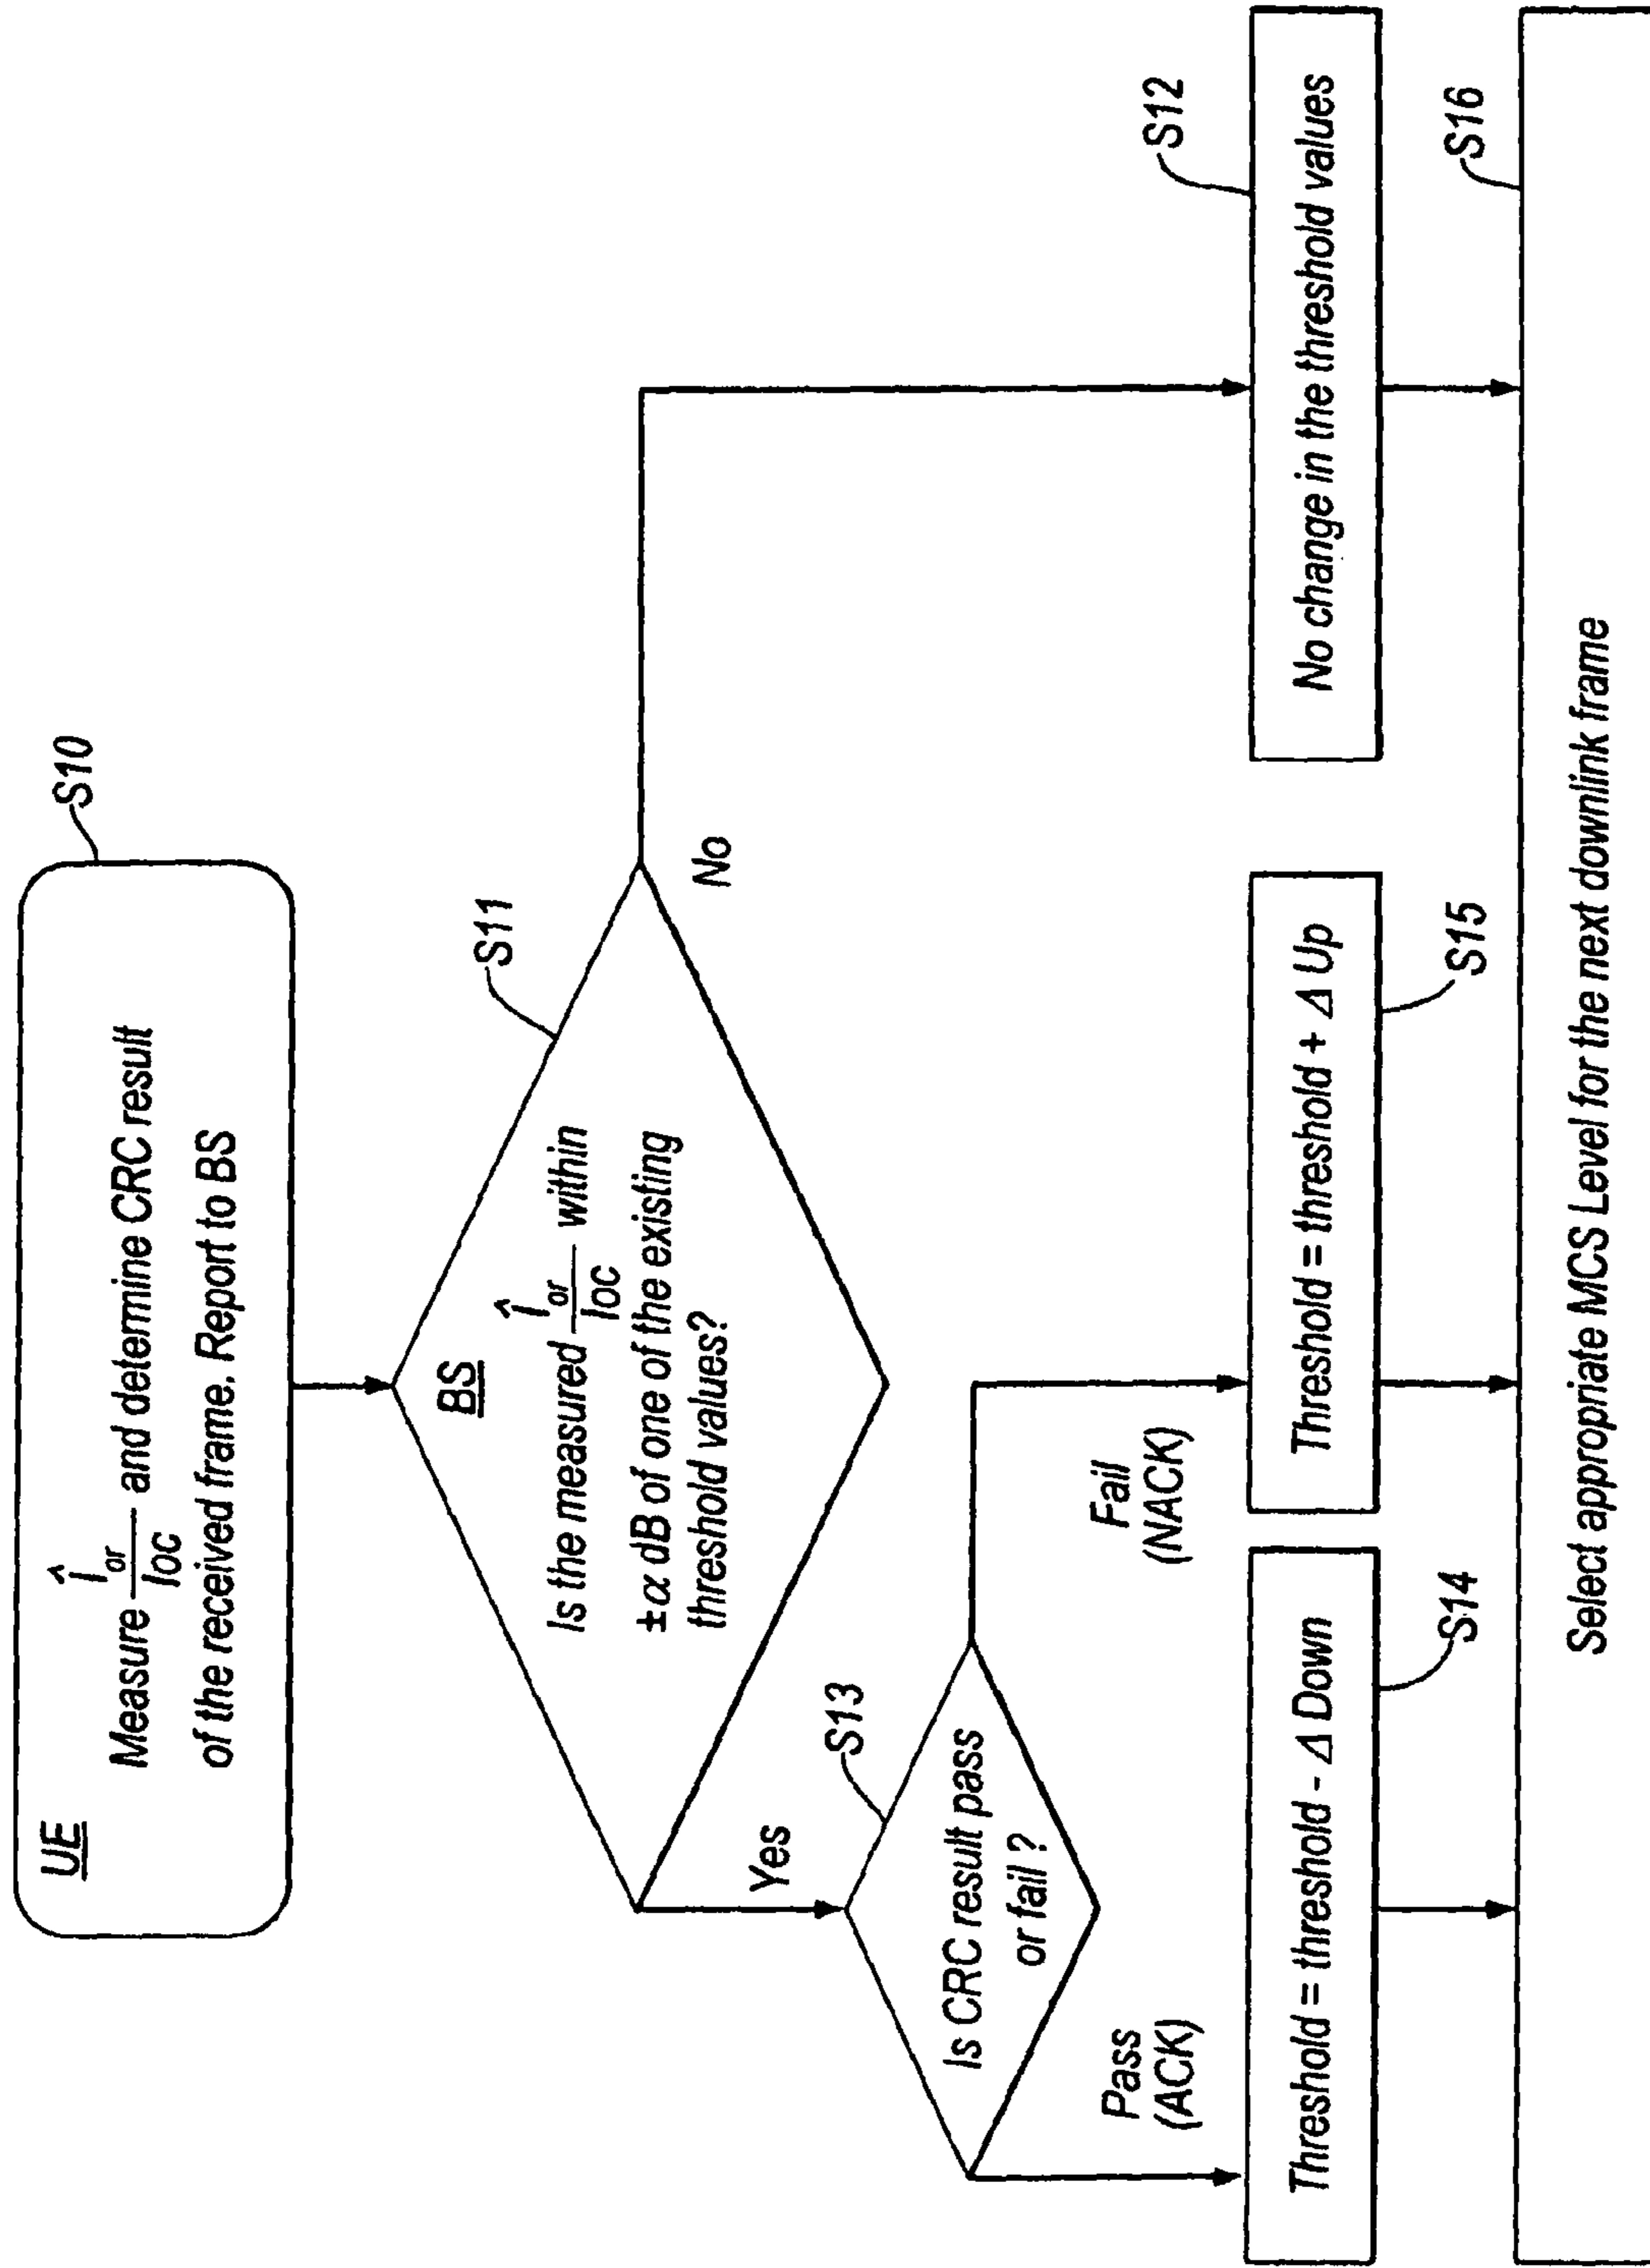 S10
UE
Measure Îor/Ioc and determine CRC result
of the received frame. Report to BS
S11
BS
Is the measured Îor/Ioc within
±α dB of one of the existing
threshold values?
Yes
No
S13
Is CRC result pass
or fail ?
Pass
(ACK)
Fail
(NACK)
S12
Threshold = threshold - Δ Down
Threshold = threshold + Δ Up
No change in the threshold values
S14
S15
S16
Select appropriate MCS Level for the next downlink frame